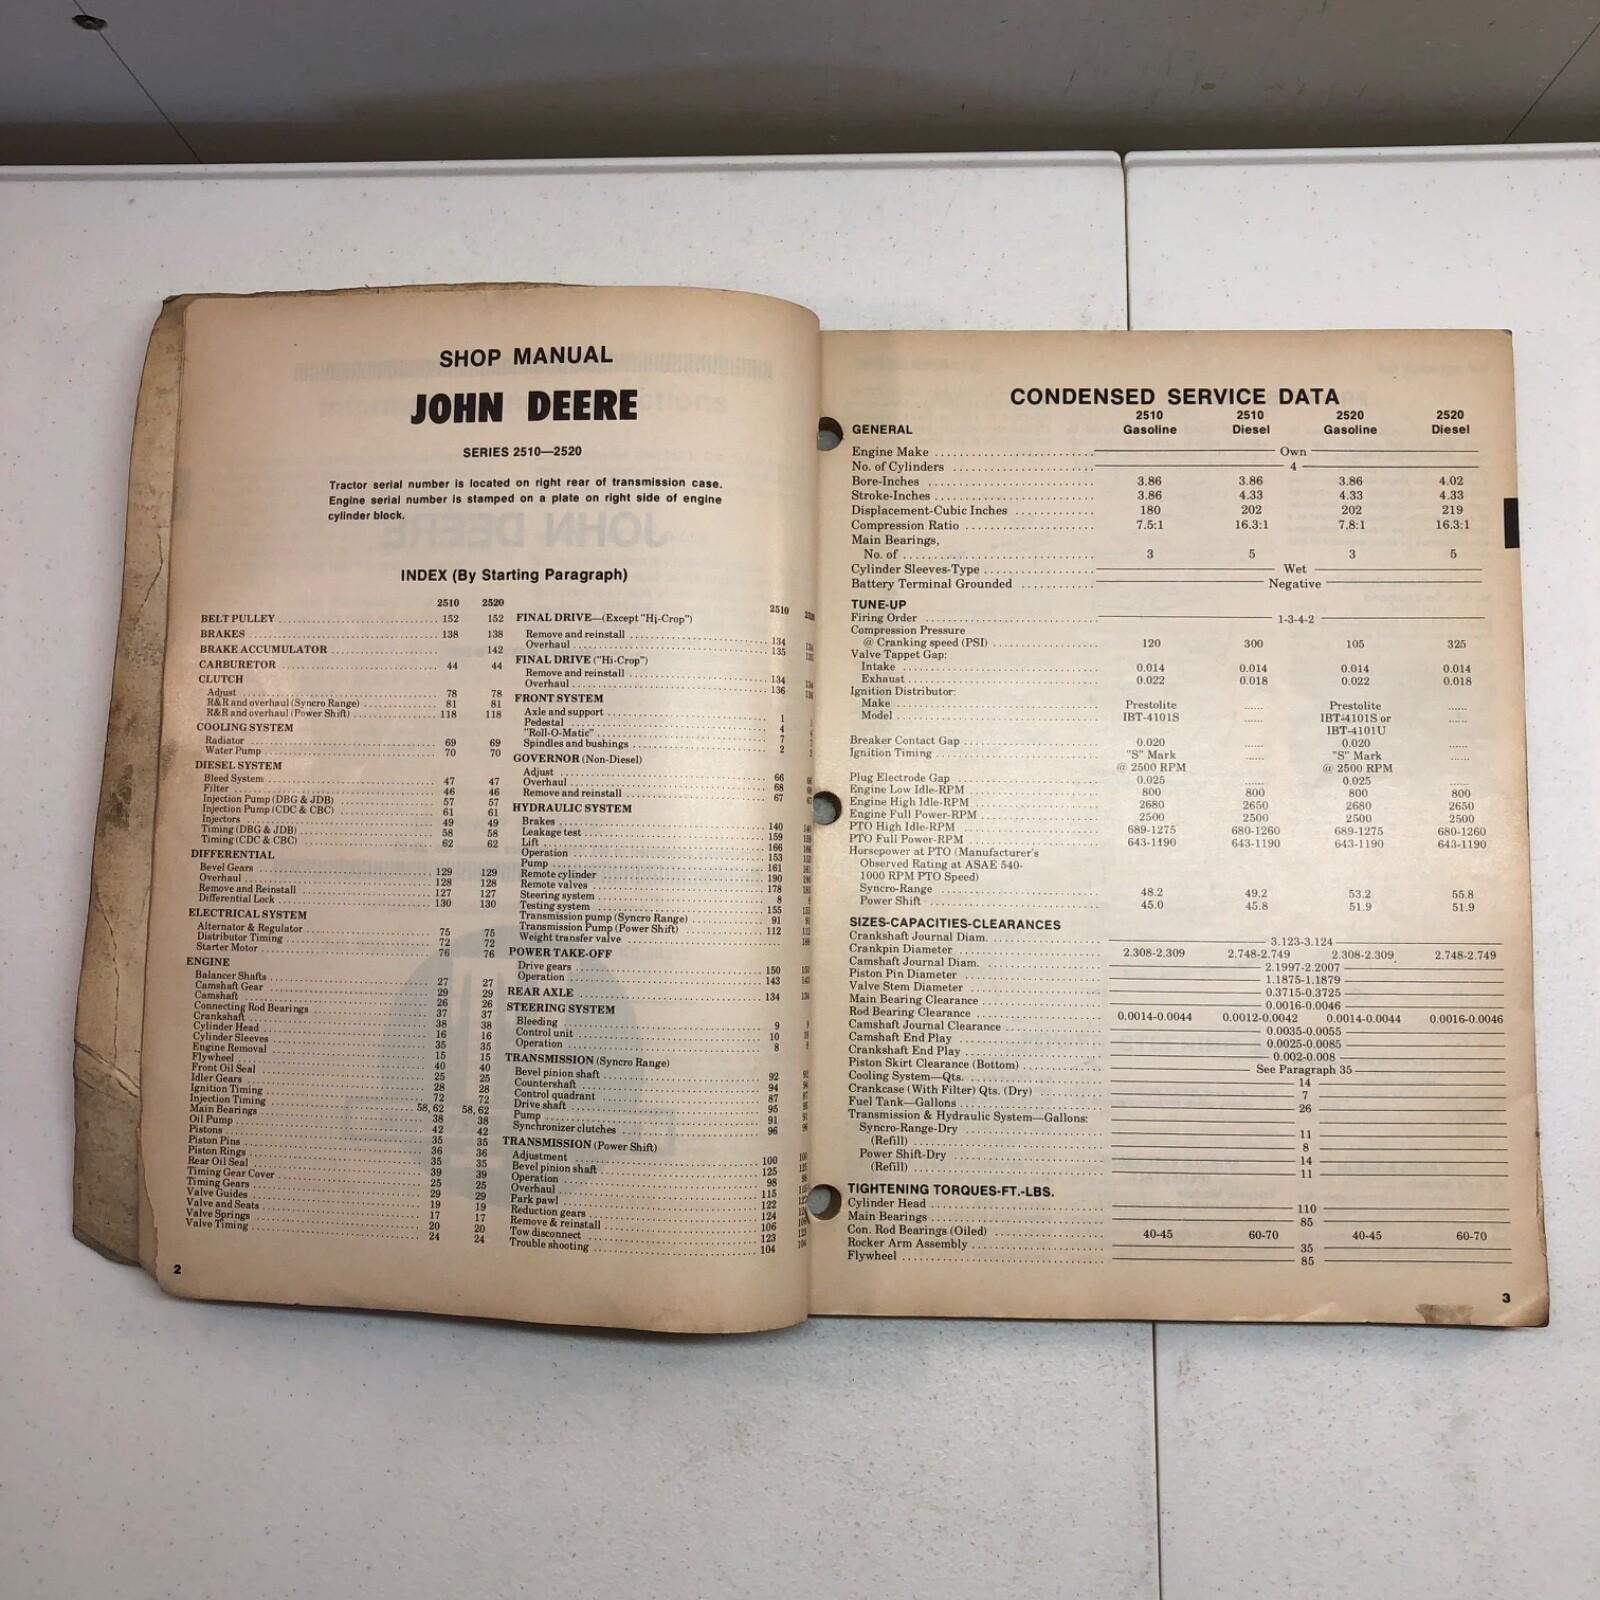 SHOP MANUAL
JOHN DEERE
SERIES 2510—2520
Tractor serial number is located on right rear of transmission case.
Engine serial number is stamped on a plate on right side of engine
cylinder block.
INDEX (By Starting Paragraph)
2510 2520
BELT PULLEY 152 152
BRAKES 138 138
BRAKE ACCUMULATOR 142
CARBURETOR 44 44
CLUTCH
Adjust 78 78
R&R and overhaul (Syncro Range) 81 81
R&R and overhaul (Power Shift) 118 118
COOLING SYSTEM
Radiator 69 69
Water Pump 70 70
DIESEL SYSTEM
Bleed System 47 47
Filter 46 46
Injection Pump (DBG & JDB) 57 57
Injection Pump (CDC & CBC) 61 61
Injectors 49 49
Timing (DBG & JDB) 58 58
Timing (CDC & CBC) 62 62
DIFFERENTIAL
Bevel Gears 129 129
Overhaul 128 128
Remove and Reinstall 127 127
Differential Lock 130 130
ELECTRICAL SYSTEM
Alternator & Regulator 75 75
Distributor Timing 72 72
Starter Motor 76 76
ENGINE
Balancer Shafts 27 27
Camshaft Gear 29 29
Camshaft 26 26
Connecting Rod Bearings 37 37
Crankshaft 38 38
Cylinder Head 16 16
Cylinder Sleeves 35 35
Engine Removal 15 15
Flywheel 40 40
Front Oil Seal 25 25
Idler Gears 28 28
Ignition Timing 72 72
Injection Timing 58, 62 58, 62
Main Bearings 38 38
Oil Pump 42 42
Pistons 35 35
Piston Pins 36 36
Piston Rings 35 35
Rear Oil Seal 39 39
Timing Gear Cover 25 25
Timing Gears 29 29
Valve Guides 19 19
Valve and Seats 17 17
Valve Springs 20 20
Valve Timing 24 24
2
2510
FINAL DRIVE—(Except "Hi-Crop")
Remove and reinstall 134
Overhaul 135
FINAL DRIVE ("Hi-Crop")
Remove and reinstall 134
Overhaul 136
FRONT SYSTEM
Axle and support 1
Pedestal 4
"Roll-O-Matic" 7
Spindles and bushings 2
GOVERNOR (Non-Diesel)
Adjust 66
Overhaul 68
Remove and reinstall 67
HYDRAULIC SYSTEM
Brakes 140
Leakage test 159
Lift 166
Operation 153
Pump 161
Remote cylinder 190
Remote valves 178
Steering system 8
Testing system 155
Transmission pump (Syncro Range) 91
Transmission Pump (Power Shift) 112
Weight transfer valve
POWER TAKE-OFF
Drive gears 150
Operation 143
REAR AXLE 134
STEERING SYSTEM
Bleeding 9
Control unit 10
Operation 8
TRANSMISSION (Syncro Range)
Bevel pinion shaft 92
Countershaft 94
Control quadrant 87
Drive shaft 95
Pump 91
Synchronizer clutches 96
TRANSMISSION (Power Shift)
Adjustment 100
Bevel pinion shaft 125
Operation 98
Overhaul 115
Park pawl 122
Reduction gears 124
Remove & reinstall 106
Tow disconnect 123
Trouble shooting 104
CONDENSED SERVICE DATA
2510 2510 2520 2520
GENERAL Gasoline Diesel Gasoline Diesel
Engine Make Own
No. of Cylinders 4
Bore-Inches 3.86 3.86 3.86 4.02
Stroke-Inches 3.86 4.33 4.33 4.33
Displacement-Cubic Inches 180 202 202 219
Compression Ratio 7.5:1 16.3:1 7.8:1 16.3:1
Main Bearings,
No. of 3 5 3 5
Cylinder Sleeves-Type Wet
Battery Terminal Grounded Negative
TUNE-UP
Firing Order 1-3-4-2
Compression Pressure
@ Cranking speed (PSI) 120 300 105 325
Valve Tappet Gap:
Intake 0.014 0.014 0.014 0.014
Exhaust 0.022 0.018 0.022 0.018
Ignition Distributor:
Make Prestolite ...... Prestolite ......
Model IBT-4101S ...... IBT-4101S or ......
IBT-4101U
Breaker Contact Gap 0.020 ...... 0.020 ......
Ignition Timing "S" Mark ...... "S" Mark ......
@ 2500 RPM @ 2500 RPM
Plug Electrode Gap 0.025 ...... 0.025 ......
Engine Low Idle-RPM 800 800 800 800
Engine High Idle-RPM 2680 2650 2680 2650
Engine Full Power-RPM 2500 2500 2500 2500
PTO High Idle-RPM 689-1275 680-1260 689-1275 680-1260
PTO Full Power-RPM 643-1190 643-1190 643-1190 643-1190
Horsepower at PTO (Manufacturer's
Observed Rating at ASAE 540-
1000 RPM PTO Speed)
Syncro-Range 48.2 49.2 53.2 55.8
Power Shift 45.0 45.8 51.9 51.9
SIZES-CAPACITIES-CLEARANCES
Crankshaft Journal Diam. 3.123-3.124
Crankpin Diameter 2.308-2.309 2.748-2.749 2.308-2.309 2.748-2.749
Camshaft Journal Diam. 2.1997-2.2007
Piston Pin Diameter 1.1875-1.1879
Valve Stem Diameter 0.3715-0.3725
Main Bearing Clearance 0.0016-0.0046
Rod Bearing Clearance 0.0014-0.0044 0.0012-0.0042 0.0014-0.0044 0.0016-0.0046
Camshaft Journal Clearance 0.0035-0.0055
Camshaft End Play 0.0025-0.0085
Crankshaft End Play 0.002-0.008
Piston Skirt Clearance (Bottom) See Paragraph 35
Cooling System—Qts. 14
Crankcase (With Filter) Qts. (Dry) 7
Fuel Tank—Gallons 26
Transmission & Hydraulic System—Gallons:
Syncro-Range-Dry 11
(Refill) 8
Power Shift-Dry 14
(Refill) 11
TIGHTENING TORQUES-FT.-LBS.
Cylinder Head 110
Main Bearings 85
Con. Rod Bearings (Oiled) 40-45 60-70 40-45 60-70
Rocker Arm Assembly 35
Flywheel 85
3